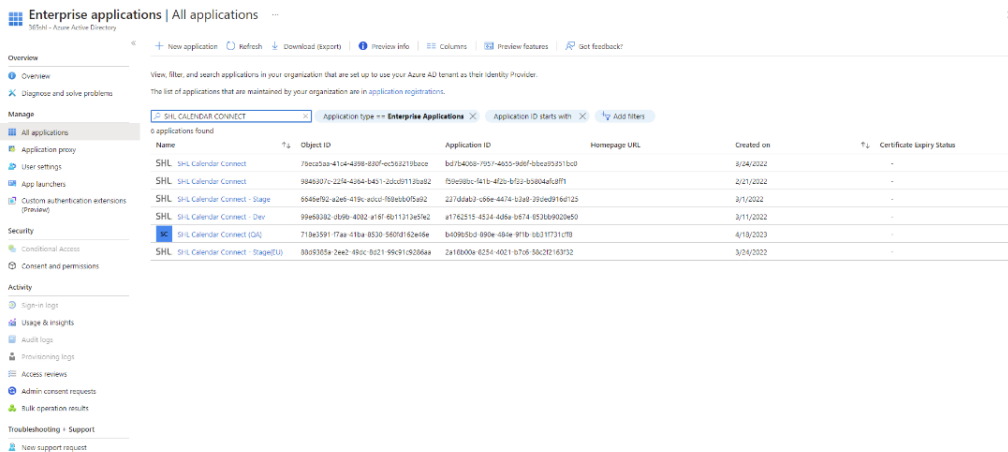 Enterprise applications | All applications ...
365shl - Azure Active Directory
«
Overview
Overview
Diagnose and solve problems
Manage
All applications
Application proxy
User settings
App launchers
Custom authentication extensions
(Preview)
Security
Conditional Access
Consent and permissions
Activity
Sign-in logs
Usage & insights
Audit logs
Provisioning logs
Access reviews
Admin consent requests
Bulk operation results
Troubleshooting + Support
New support request
New application Refresh Download (Export) Preview info Columns Preview features Got feedback?
View, filter, and search applications in your organization that are set up to use your Azure AD tenant as their Identity Provider.
The list of applications that are maintained by your organization are in application registrations.
SHL CALENDAR CONNECT Application type == Enterprise Applications Application ID starts with Add filters
6 applications found
Name Object ID Application ID Homepage URL Created on Certificate Expiry Status
SHL SHL Calendar Connect 3/24/2022 -
SHL SHL Calendar Connect 2/21/2022 -
SHL SHL Calendar Connect - Stage 3/1/2022 -
SHL SHL Calendar Connect - Dev 3/11/2022 -
SC SHL Calendar Connect (QA) 4/18/2023 -
SHL SHL Calendar Connect - Stage(EU) 3/24/2022 -